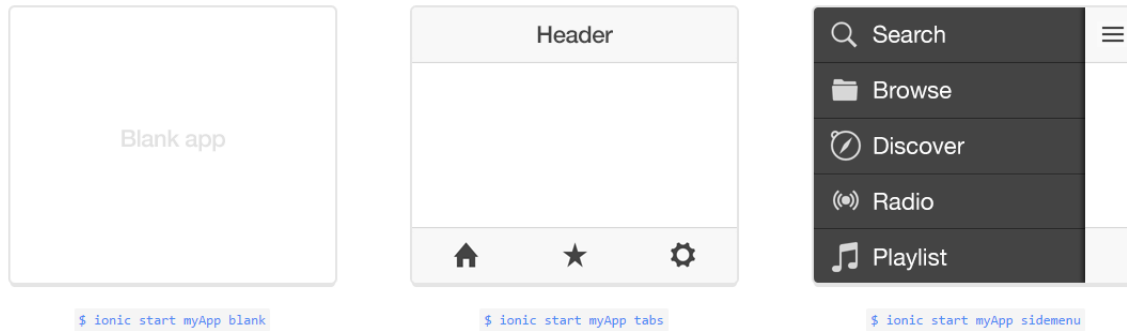 Blank app
$ ionic start myApp blank
Header
$ ionic start myApp tabs
Search
Browse
Discover
Radio
Playlist
$ ionic start myApp sidemenu